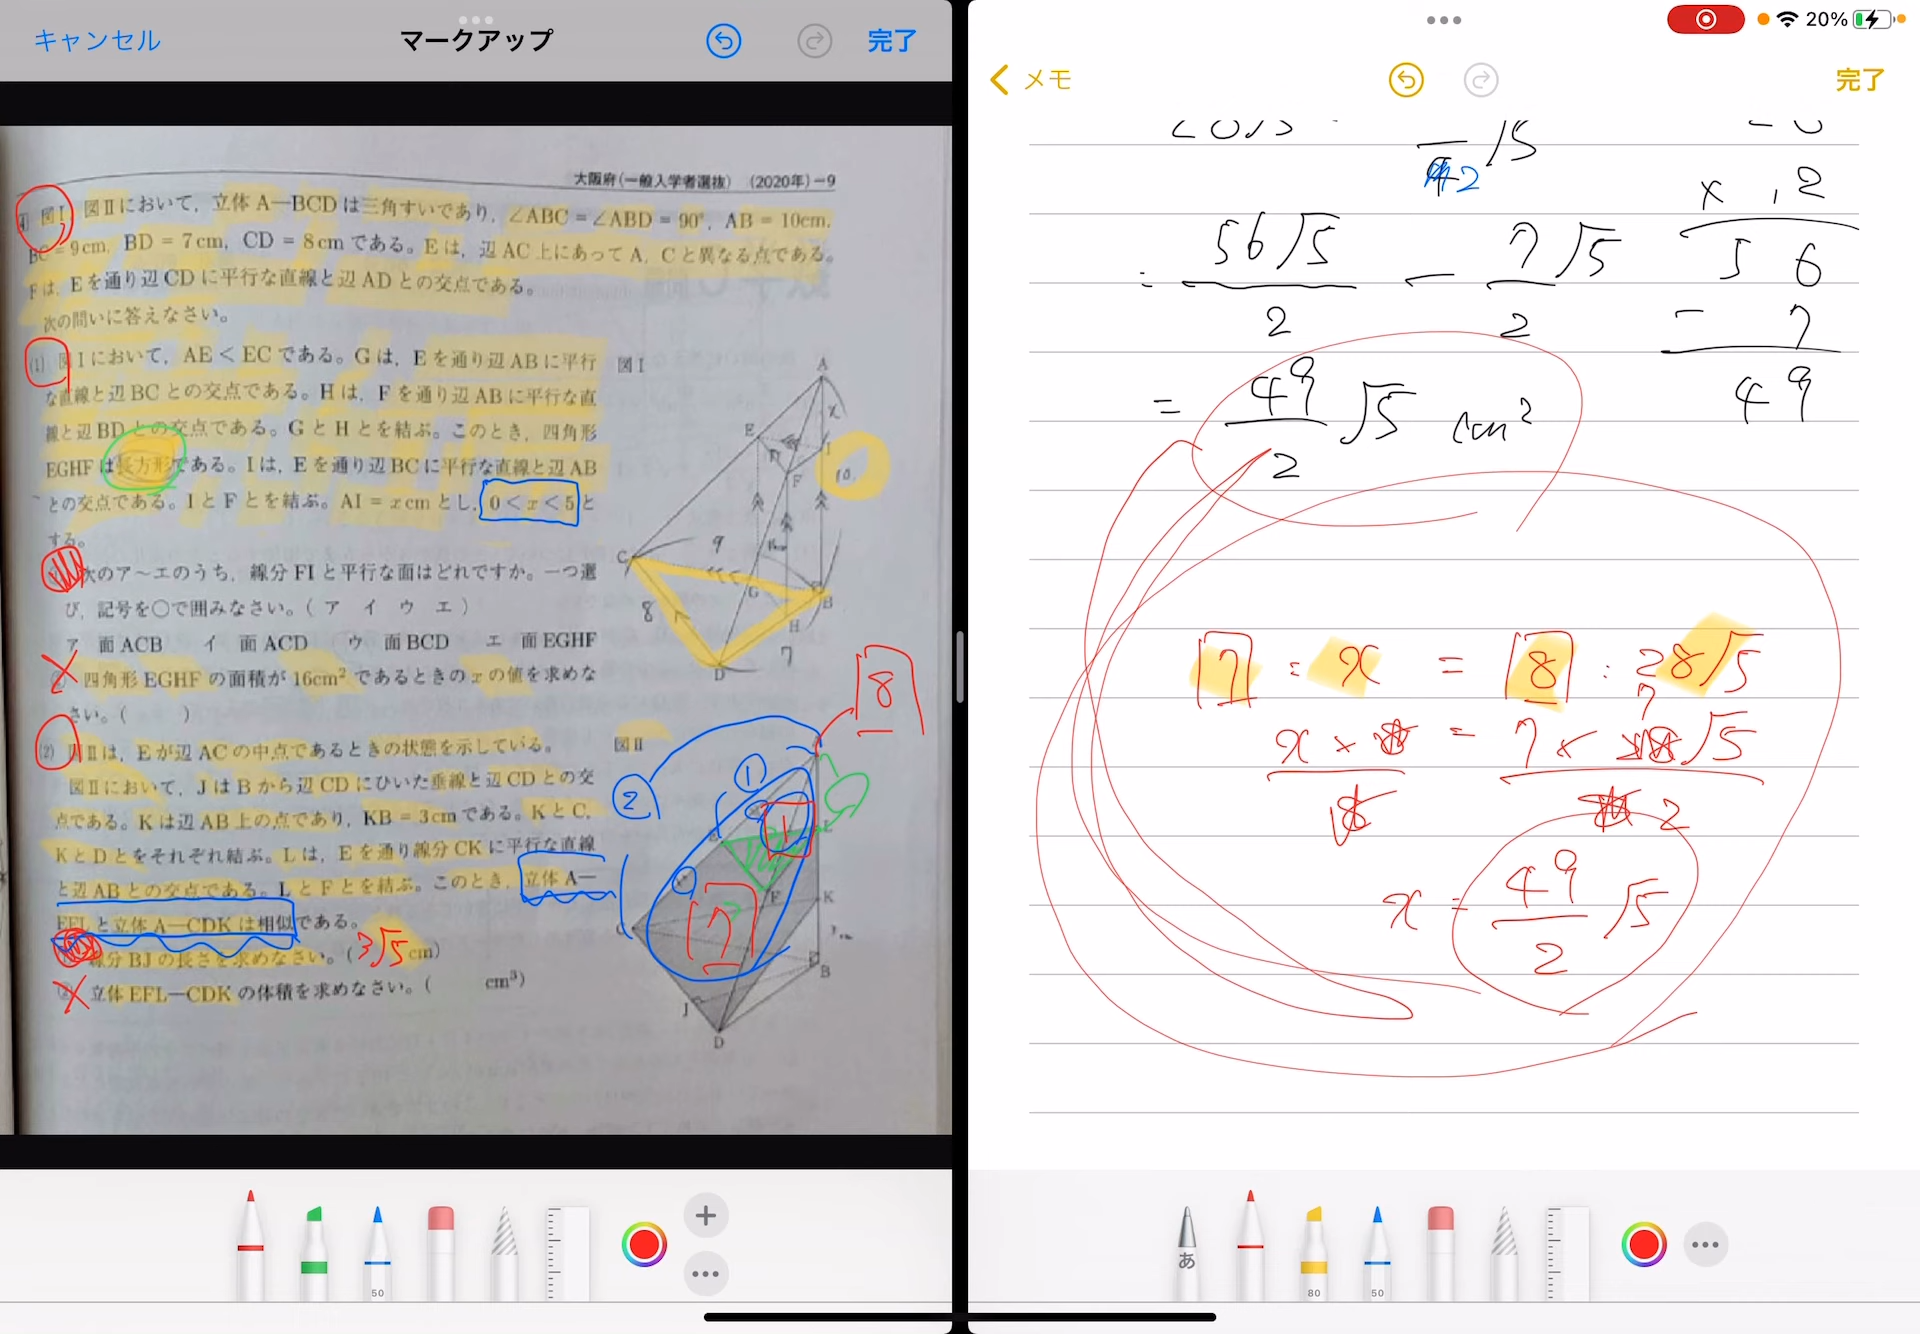 キャンセル
マークアップ
完了
大阪府(一般入学者選抜) (2020年)−9
図Ⅰ, 図Ⅱにおいて, 立体A—BCDは三角すいであり, ∠ABC = ∠ABD = 90°, AB = 10cm,
BC = 9cm, BD = 7cm, CD = 8cmである。Eは, 辺AC上にあってA, Cと異なる点である。
Fは, Eを通り辺CDに平行な直線と辺ADとの交点である。
次の問いに答えなさい。
(1) 図Ⅰにおいて, AE < ECである。Gは, Eを通り辺ABに平行
な直線と辺BCとの交点である。Hは, Fを通り辺ABに平行な直
線と辺BDとの交点である。GとHとを結ぶ。このとき, 四角形
EGHFは長方形である。Iは, Eを通り辺BCに平行な直線と辺AB
との交点である。IとFとを結ぶ。AI = xcmとし, 0 < x < 5と
する。
次のア〜エのうち, 線分FIと平行な面はどれですか。一つ選
び, 記号を○で囲みなさい。( ア イ ウ エ )
ア 面ACB イ 面ACD ウ 面BCD エ 面EGHF
四角形EGHFの面積が16cm²であるときのxの値を求めな
さい。( )
(2) 図Ⅱは, Eが辺ACの中点であるときの状態を示している。
図Ⅱにおいて, JはBから辺CDにひいた垂線と辺CDとの交
点である。Kは辺AB上の点であり, KB = 3cmである。KとC,
KとDとをそれぞれ結ぶ。Lは, Eを通り線分CKに平行な直線
と辺ABとの交点である。LとFとを結ぶ。このとき, 立体A—
EFLと立体A—CDKは相似である。
線分BJの長さを求めなさい。(3√5 cm)
② 立体EFL—CDKの体積を求めなさい。( cm³)
図Ⅰ
A
x
E
I
F
10
9
C
G
B
8
H
7
D
図Ⅱ
8
②
①
1
9
7
F
K
B
J
D
50
メモ
完了
20%
√5
2
× 2
56√5/2 − 7√5/2
56
− 7
49
= 49/2 √5 cm²
7 : x = 8 : 28√5
x = 49/2 √5
あ
80
50